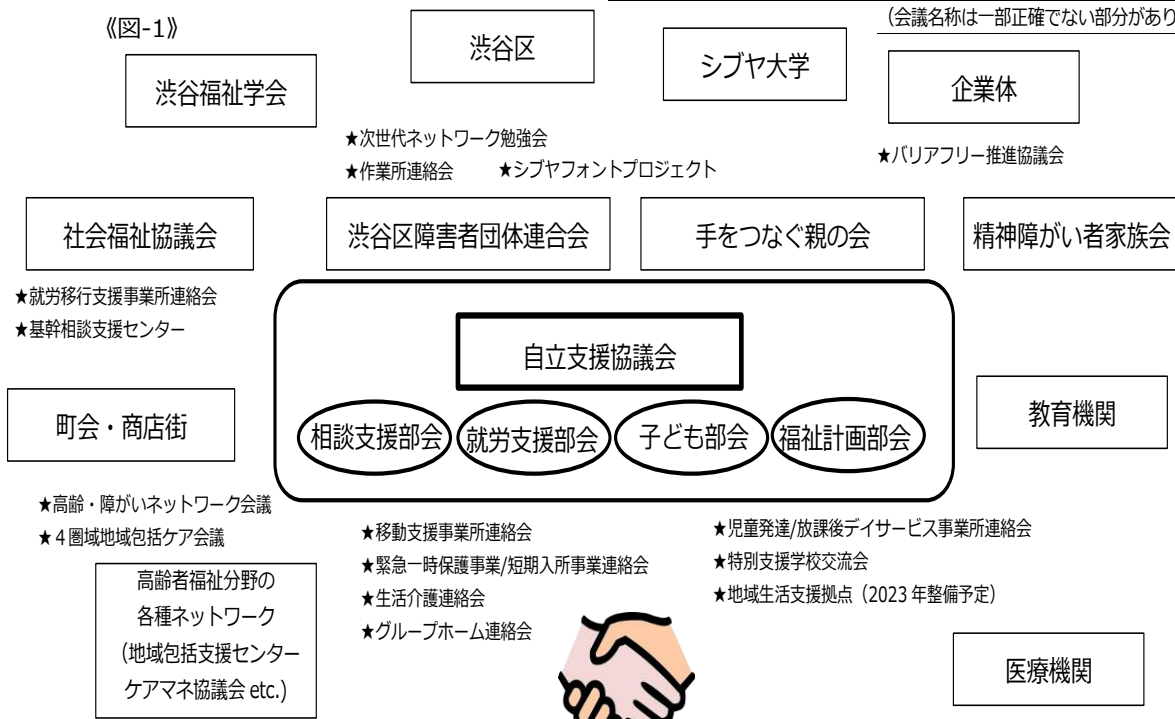 (会議名称は一部正確でない部分があり
《図-1》
渋谷区
シブヤ大学
渋谷福祉学会
企業体
★次世代ネットワーク勉強会
★作業所連絡会 ★シブヤフォントプロジェクト
★バリアフリー推進協議会
社会福祉協議会
渋谷区障害者団体連合会
手をつなぐ親の会
精神障がい者家族会
★就労移行支援事業所連絡会
★基幹相談支援センター
自立支援協議会
町会・商店街
教育機関
相談支援部会
就労支援部会
子ども部会
福祉計画部会
★高齢・障がいネットワーク会議
★4圏域地域包括ケア会議
★移動支援事業所連絡会
★緊急一時保護事業/短期入所事業連絡会
★生活介護連絡会
★グループホーム連絡会
★児童発達/放課後デイサービス事業所連絡会
★特別支援学校交流会
★地域生活支援拠点（2023年整備予定）
高齢者福祉分野の
各種ネットワーク
(地域包括支援センター
ケアマネ協議会 etc.)
医療機関